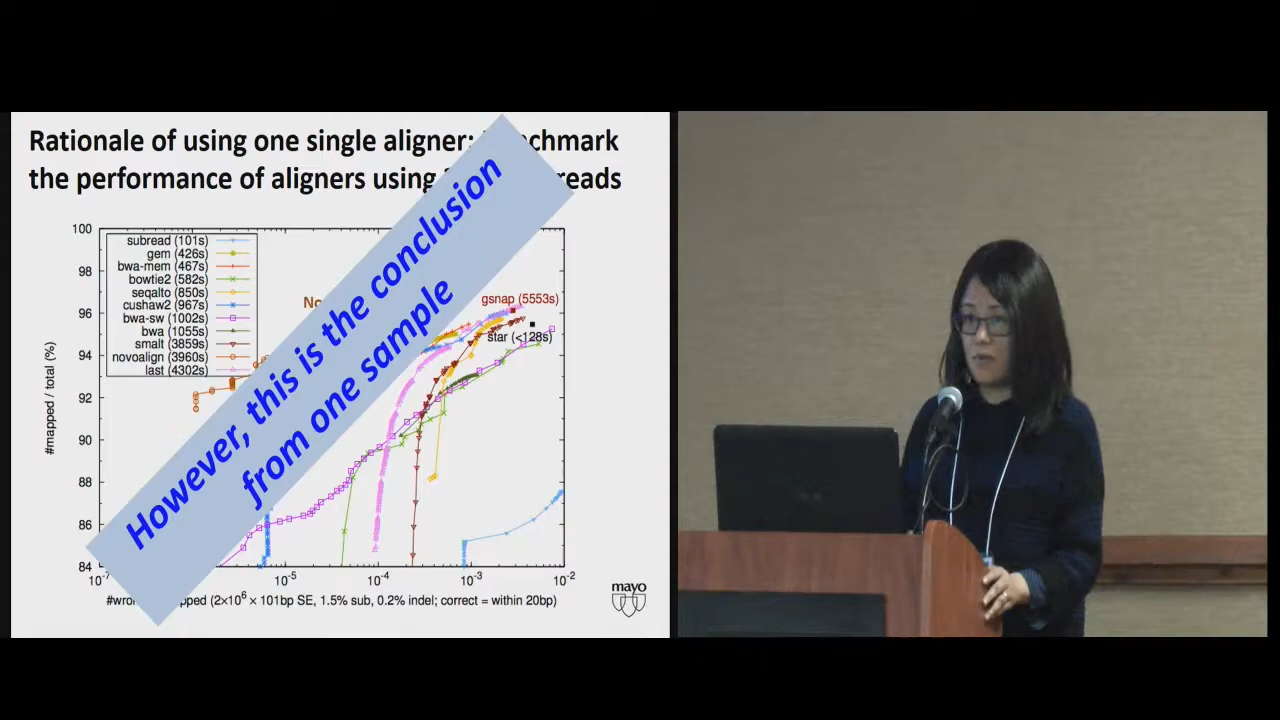 Rationale of using one single aligner: chmark
the performance of aligners using reads
However, this is the conclusion
from one sample
100
98
96
94
92
90
88
86
84
#mapped / total (%)
subread (101s)
gem (426s)
bwa-mem (467s)
bowtie2 (582s)
seqalto (850s)
cushaw2 (967s)
bwa-sw (1002s)
bwa (1055s)
smalt (3859s)
novoalign (3960s)
last (4302s)
No
gsnap (5553s)
star (<128s)
10-7
10-5
10-4
10-3
10-2
#wro pped (2×10⁶ × 101bp SE, 1.5% sub, 0.2% indel; correct = within 20bp)
mayo